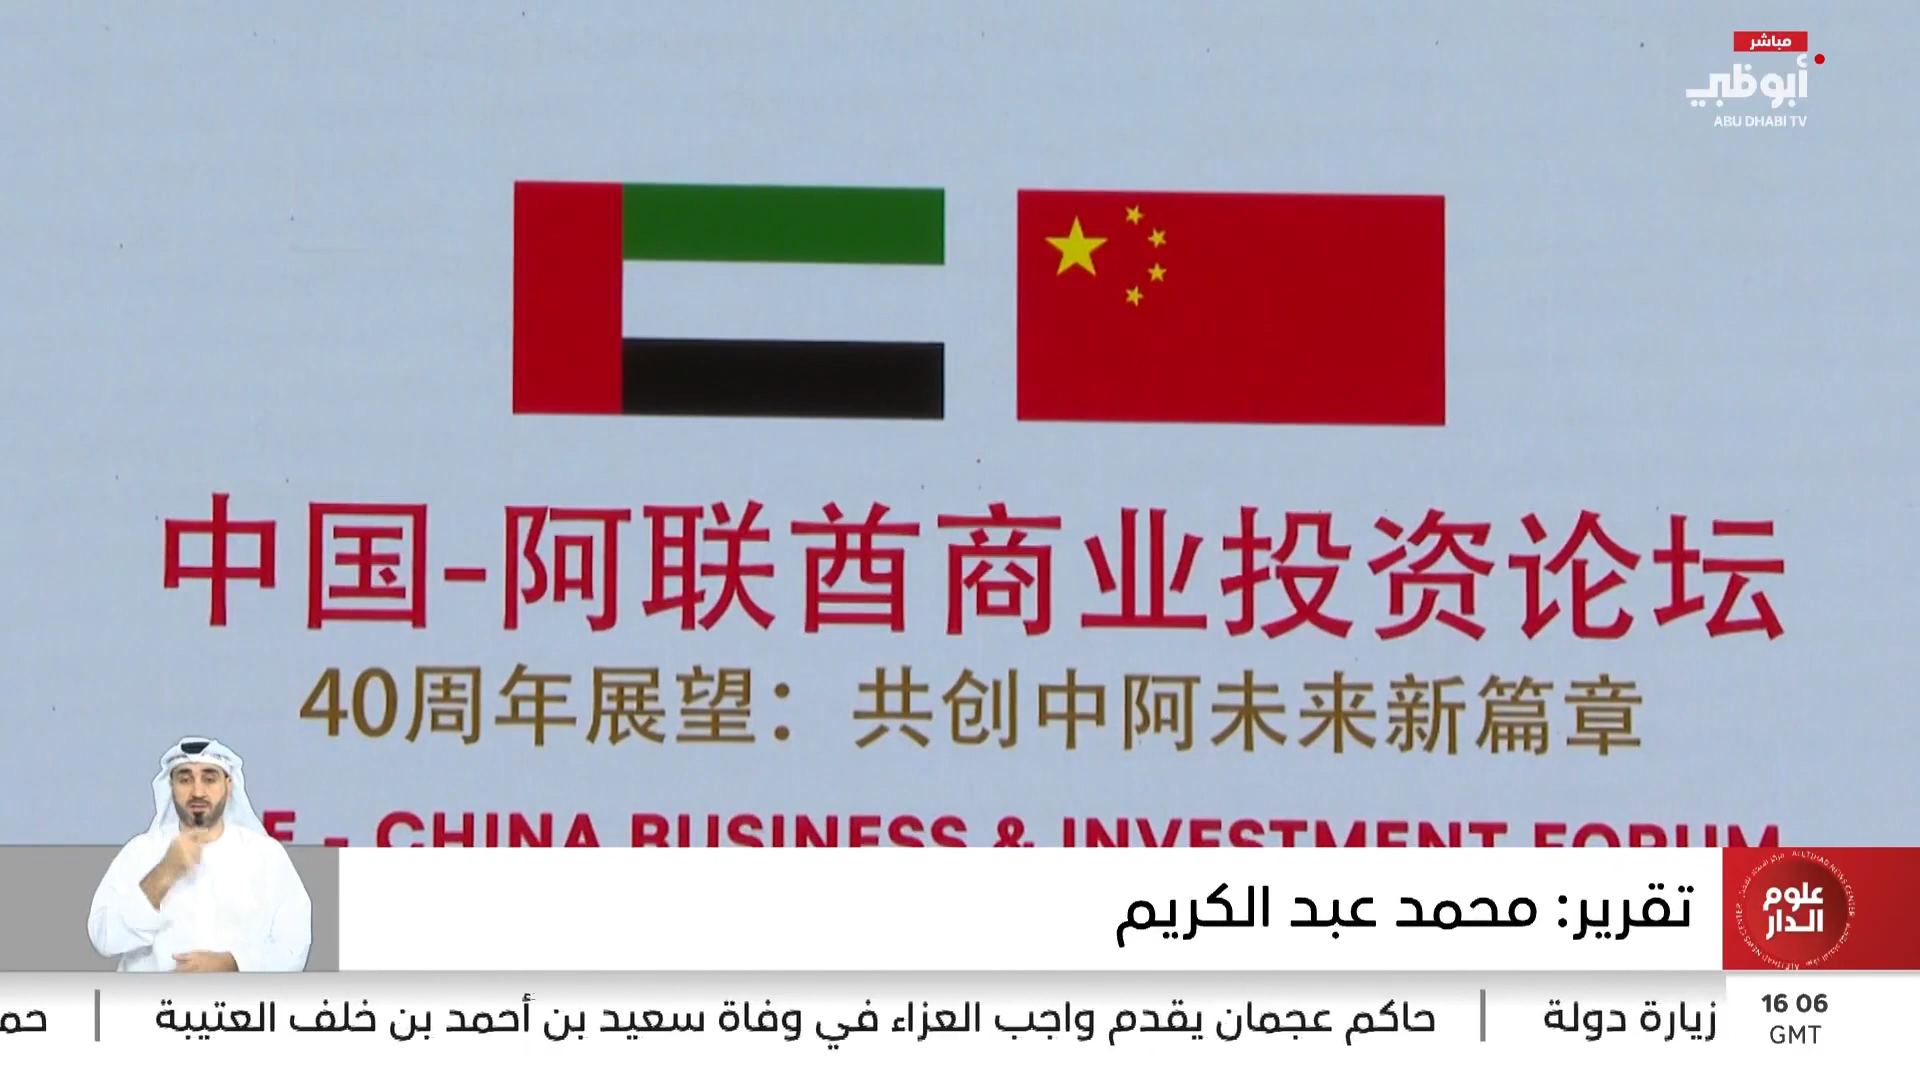 مباشر
أبوظبي
ABU DHABI TV
中国-阿联酋商业投资论坛
40周年展望：共创中阿未来新篇章
E - CHINA BUSINESS & INVESTMENT FORUM
تقرير: محمد عبد الكريم
علوم الدار
زيارة دولة | حاكم عجمان يقدم واجب العزاء في وفاة سعيد بن أحمد بن خلف العتيبة | حم
16 06
GMT